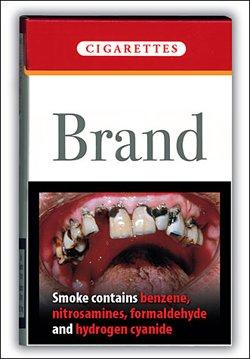 CIGARETTES
Brand
Smoke contains benzene,
nitrosamines, formaldehyde
and hydrogen cyanide